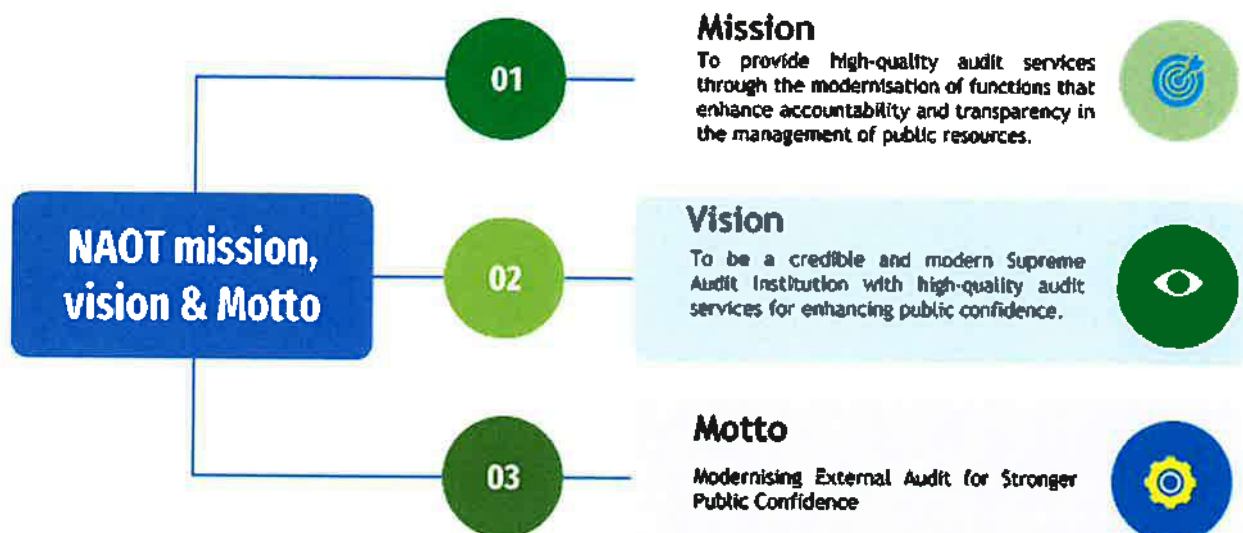 NAOT mission,
vision & Motto
01
Mission
To provide high-quality audit services
through the modernisation of functions that
enhance accountability and transparency in
the management of public resources.
02
Vision
To be a credible and modern Supreme
Audit Institution with high-quality audit
services for enhancing public confidence.
03
Motto
Modernising External Audit for Stronger
Public Confidence